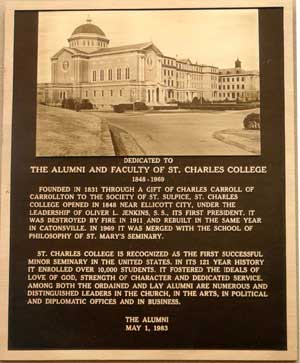 DEDICATED TO
THE ALUMNI AND FACULTY OF ST. CHARLES COLLEGE
1848-1969
FOUNDED IN 1831 THROUGH A GIFT OF CHARLES CARROLL OF
CARROLLTON TO THE SOCIETY OF ST. SULPICE, ST. CHARLES
COLLEGE OPENED IN 1848 NEAR ELLICOTT CITY, UNDER THE
LEADERSHIP OF OLIVER L. JENKINS, S. S., ITS FIRST PRESIDENT. IT
WAS DESTROYED BY FIRE IN 1911 AND REBUILT IN THE SAME YEAR
IN CATONSVILLE. IN 1969 IT WAS MERGED WITH THE SCHOOL OF
PHILOSOPHY OF ST. MARY'S SEMINARY.
ST. CHARLES COLLEGE IS RECOGNIZED AS THE FIRST SUCCESSFUL
MINOR SEMINARY IN THE UNITED STATES. IN ITS 121 YEAR HISTORY
IT ENROLLED OVER 10,000 STUDENTS. IT FOSTERED THE IDEALS OF
LOVE OF GOD, STRENGTH OF CHARACTER AND DEDICATED SERVICE.
AMONG BOTH THE ORDAINED AND LAY ALUMNI ARE NUMEROUS AND
DISTINGUISHED LEADERS IN THE CHURCH, IN THE ARTS, IN POLITICAL
AND DIPLOMATIC OFFICES AND IN BUSINESS.
THE ALUMNI
MAY 1, 1983